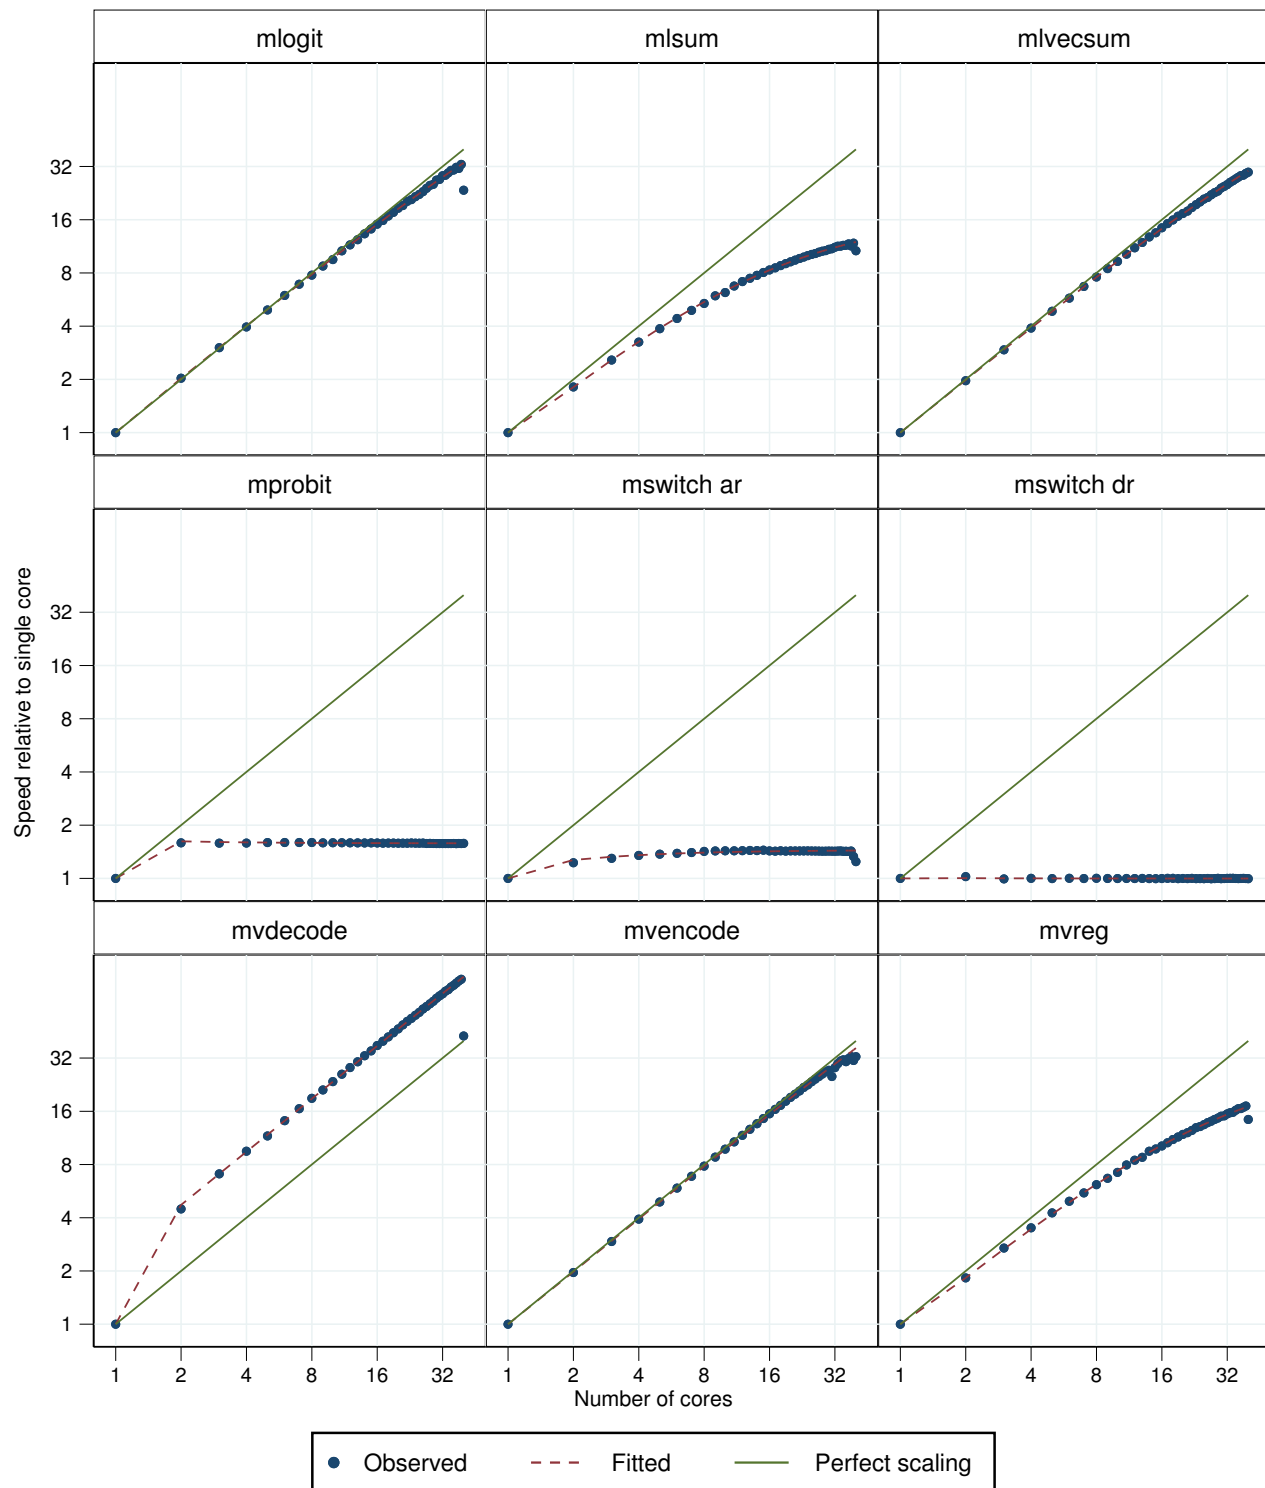 mlogit mlsum mlvecsum
32
16
8
4
2
1
mprobit mswitch ar mswitch dr
Speed relative to single core
32
16
8
4
2
1
mvdecode mvencode mvreg
32
16
8
4
2
1
1 2 4 8 16 32 1 2 4 8 16 32 1 2 4 8 16 32
Number of cores
Observed Fitted Perfect scaling